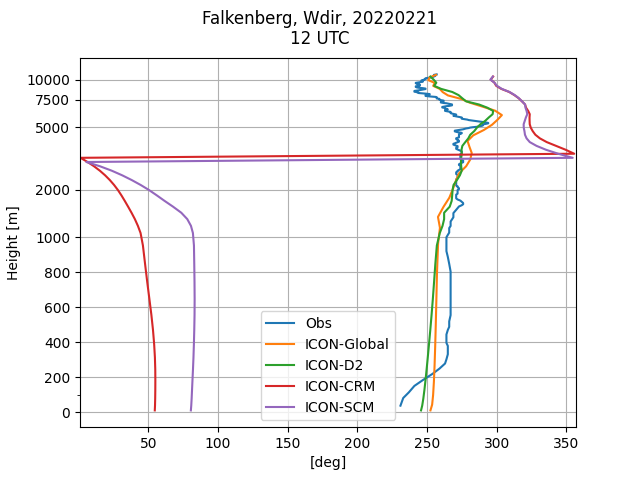 Falkenberg, Wdir, 20220221
12 UTC
Height [m]
10000
7500
5000
2000
1000
800
600
400
200
0
Obs
ICON-Global
ICON-D2
ICON-CRM
ICON-SCM
50
100
150
200
250
300
350
[deg]